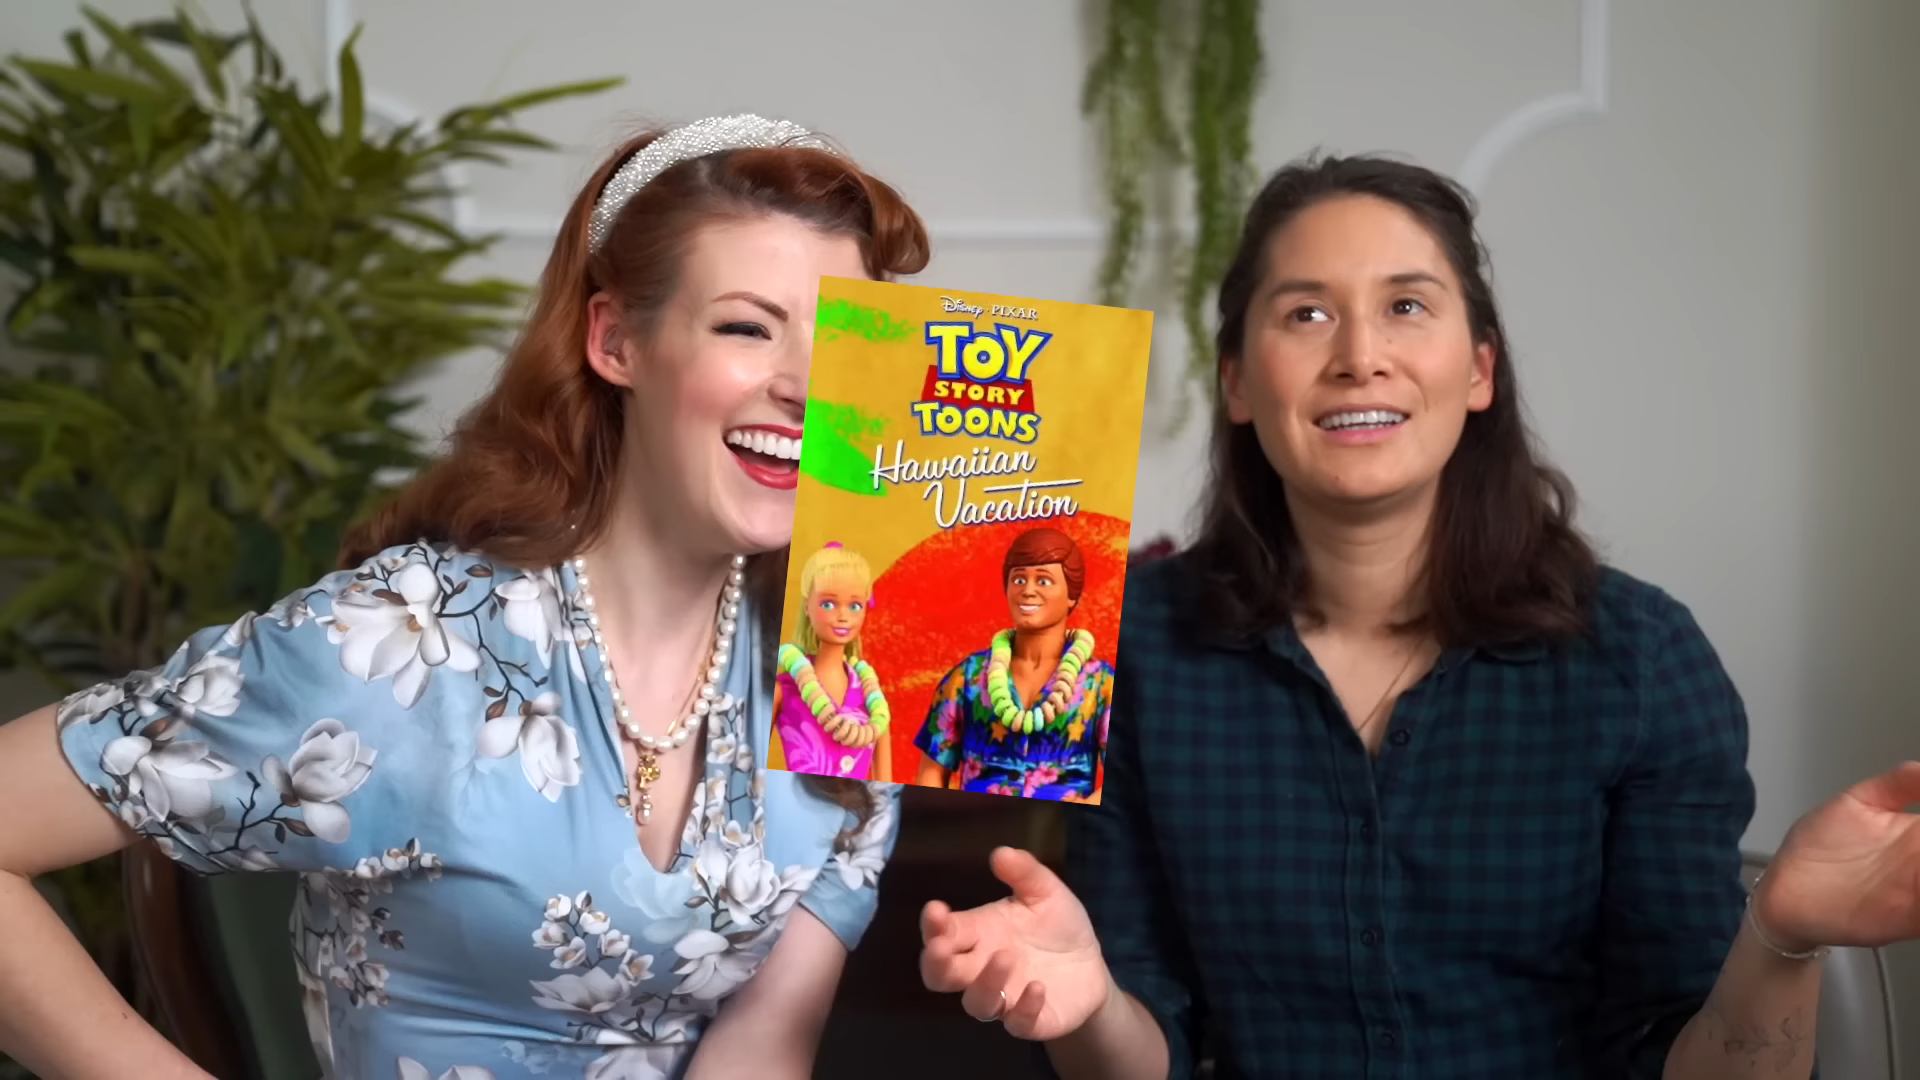 Disney · PIXAR
TOY
STORY
TOONS
Hawaiian
Vacation